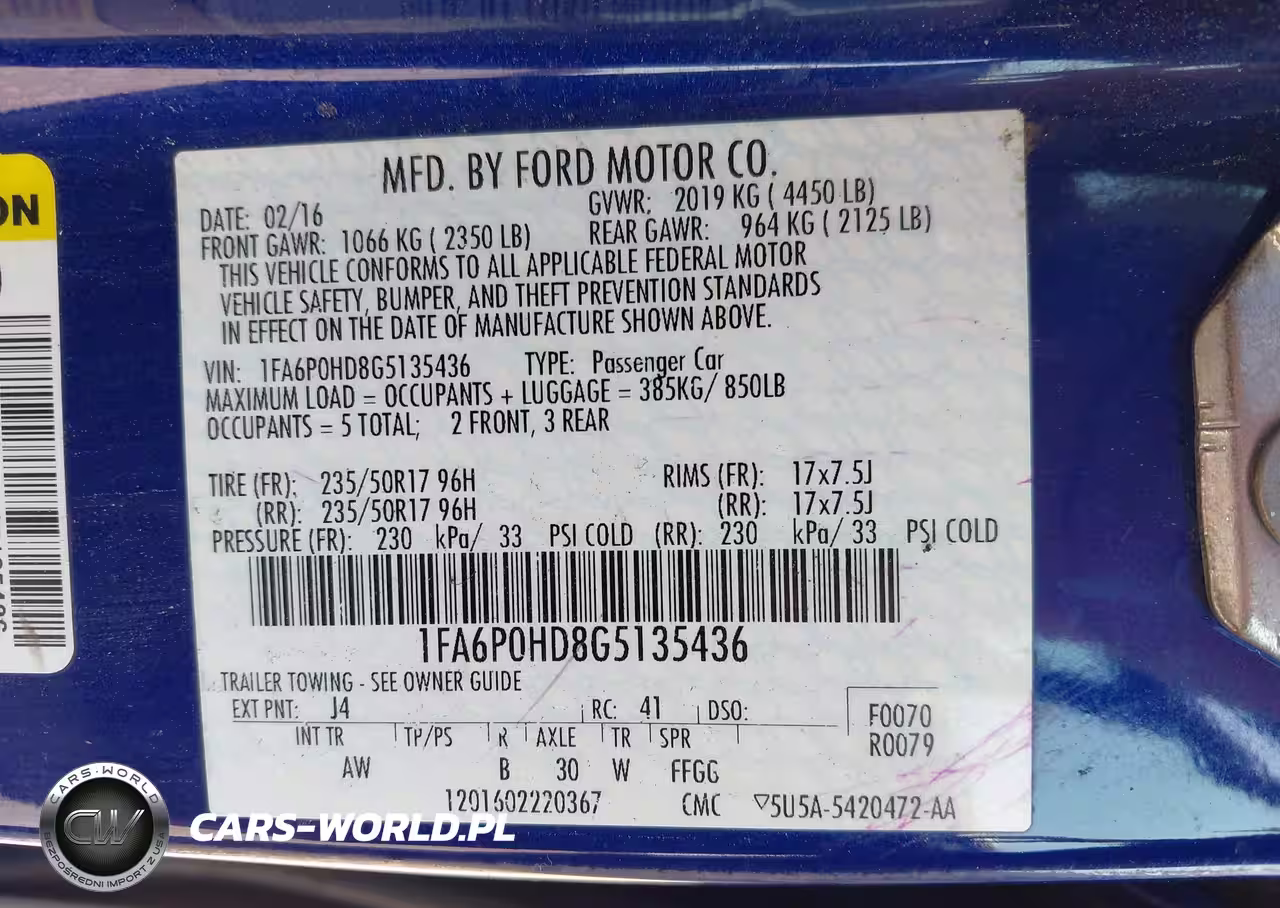 MFD. BY FORD MOTOR CO.
DATE: 02/16 GVWR: 2019 KG ( 4450 LB)
FRONT GAWR: 1066 KG ( 2350 LB) REAR GAWR: 964 KG ( 2125 LB)
THIS VEHICLE CONFORMS TO ALL APPLICABLE FEDERAL MOTOR
VEHICLE SAFETY, BUMPER, AND THEFT PREVENTION STANDARDS
IN EFFECT ON THE DATE OF MANUFACTURE SHOWN ABOVE.
VIN: 1FA6P0HD8G5135436 TYPE: Passenger Car
MAXIMUM LOAD = OCCUPANTS + LUGGAGE = 385KG/ 850LB
OCCUPANTS = 5 TOTAL; 2 FRONT, 3 REAR
TIRE (FR): 235/50R17 96H RIMS (FR): 17x7.5J
(RR): 235/50R17 96H (RR): 17x7.5J
PRESSURE (FR): 230 kPa/ 33 PSI COLD (RR): 230 kPa/ 33 PSI COLD
1FA6P0HD8G5135436
TRAILER TOWING - SEE OWNER GUIDE
EXT PNT: J4 RC: 41 DSO: F0070
INT TR TP/PS R AXLE TR SPR R0079
AW B 30 W FFGG
1201602220367 CMC ▽5U5A-5420472-AA
ON
CARS-WORLD
CW
BEZPOŚREDNI IMPORT Z USA
CARS-WORLD.PL